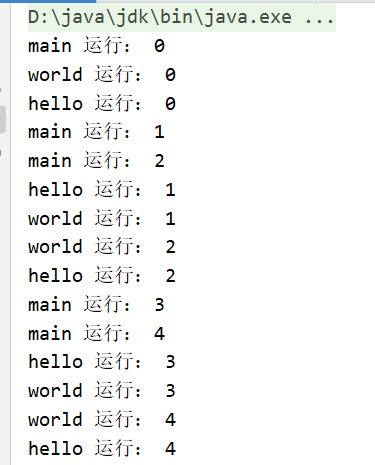 D:\java\jdk\bin\java.exe ...
main 运行： 0
world 运行： 0
hello 运行： 0
main 运行： 1
main 运行： 2
hello 运行： 1
world 运行： 1
world 运行： 2
hello 运行： 2
main 运行： 3
main 运行： 4
hello 运行： 3
world 运行： 3
world 运行： 4
hello 运行： 4